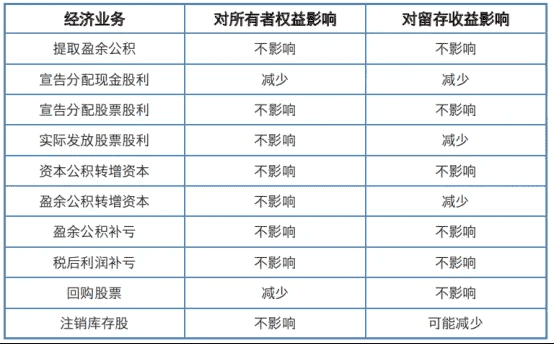 经济业务 对所有者权益影响 对留存收益影响
提取盈余公积 不影响 不影响
宣告分配现金股利 减少 减少
宣告分配股票股利 不影响 不影响
实际发放股票股利 不影响 减少
资本公积转增资本 不影响 不影响
盈余公积转增资本 不影响 减少
盈余公积补亏 不影响 不影响
税后利润补亏 不影响 不影响
回购股票 减少 不影响
注销库存股 不影响 可能减少